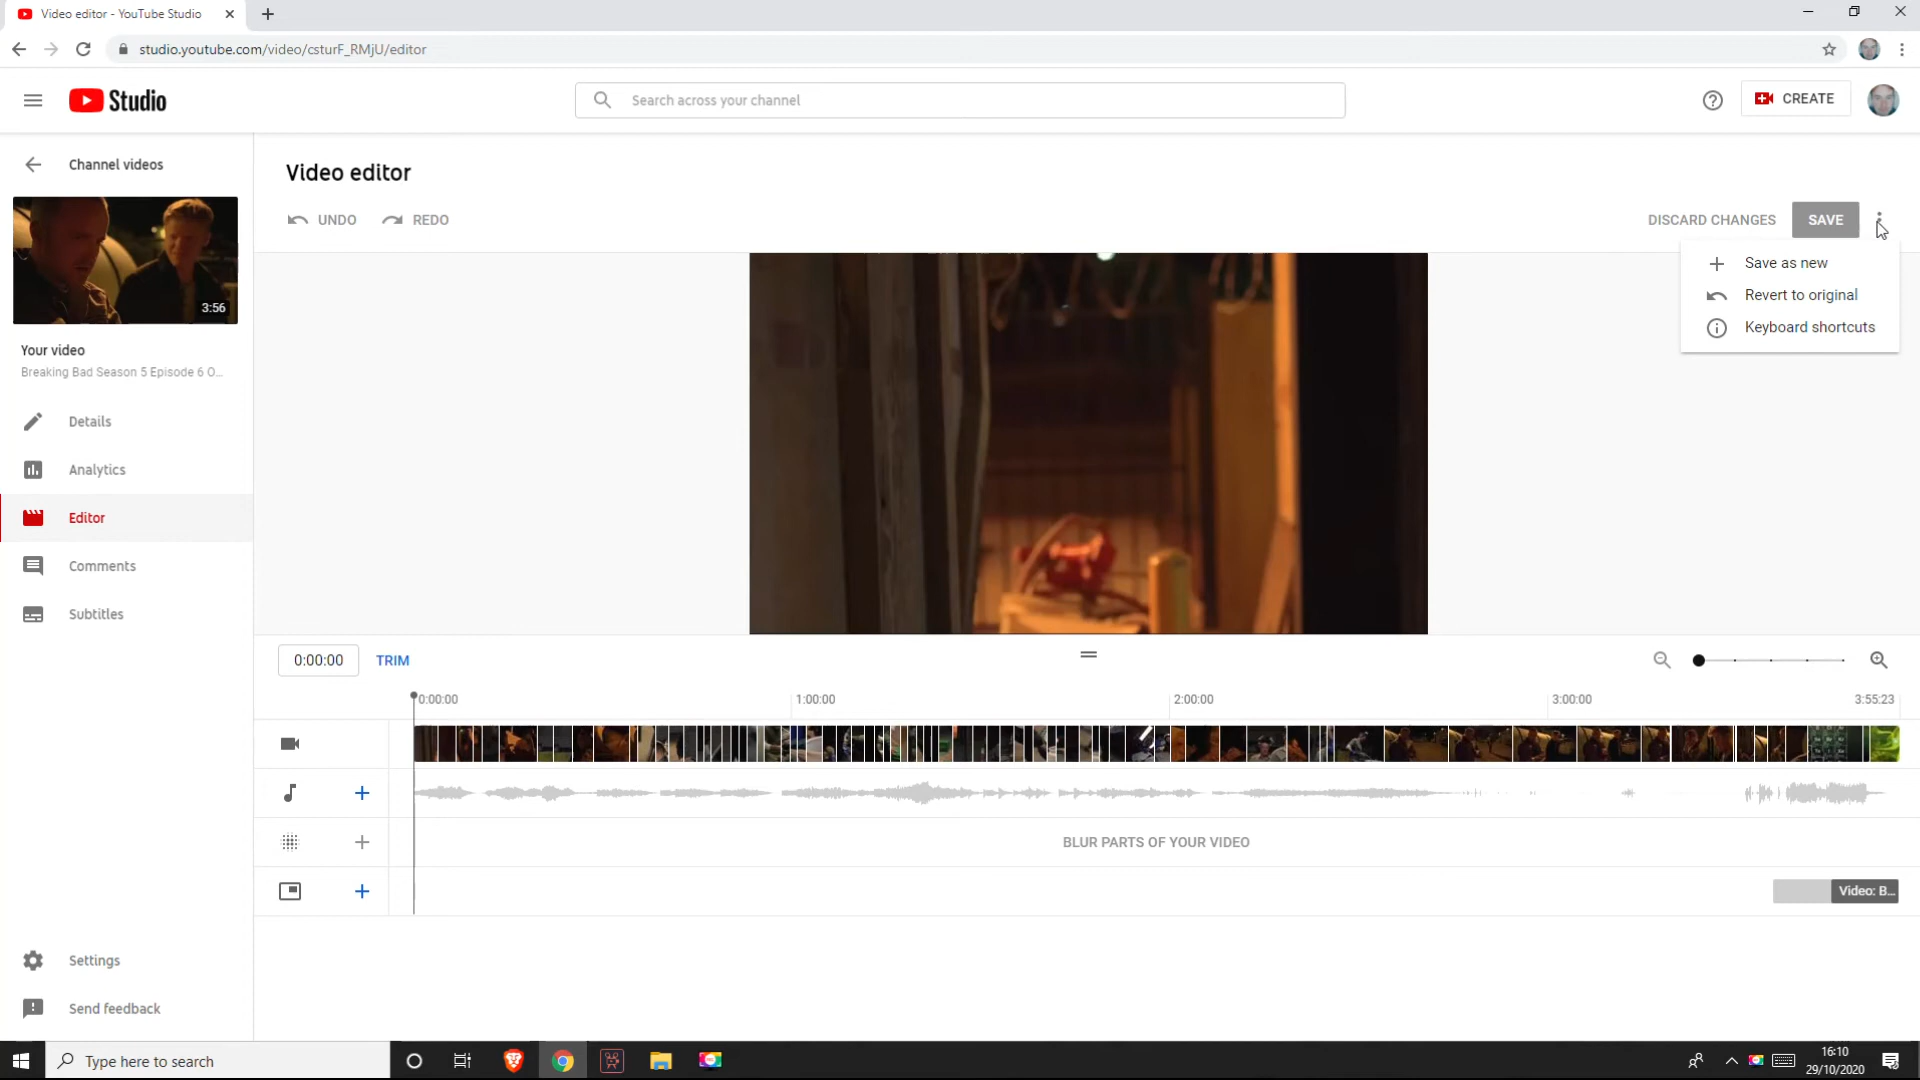 Video editor - YouTube Studio
studio.youtube.com/video/csturF_RMjU/editor
Studio
Search across your channel
CREATE
Channel videos
3:56
Your video
Breaking Bad Season 5 Episode 6 O...
Details
Analytics
Editor
Comments
Subtitles
Settings
Send feedback
Video editor
UNDO
REDO
DISCARD CHANGES
SAVE
Save as new
Revert to original
Keyboard shortcuts
0:00:00
TRIM
0:00:00
1:00:00
2:00:00
3:00:00
3:55:23
BLUR PARTS OF YOUR VIDEO
Video: B...
Type here to search
16:10
29/10/2020